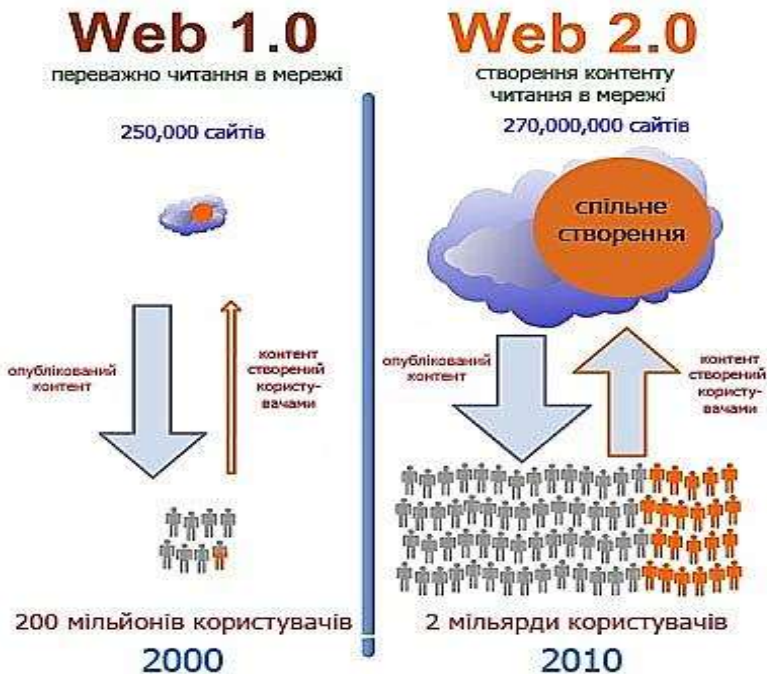 Web 1.0
переважно читання в мережі
250,000 сайтів
опублікований
контент
контент
створений
користу-
вачами
200 мільйонів користувачів
2000
Web 2.0
створення контенту
читання в мережі
270,000,000 сайтів
спільне
створення
опублікований
контент
контент
створений
користу-
вачами
2 мільярди користувачів
2010